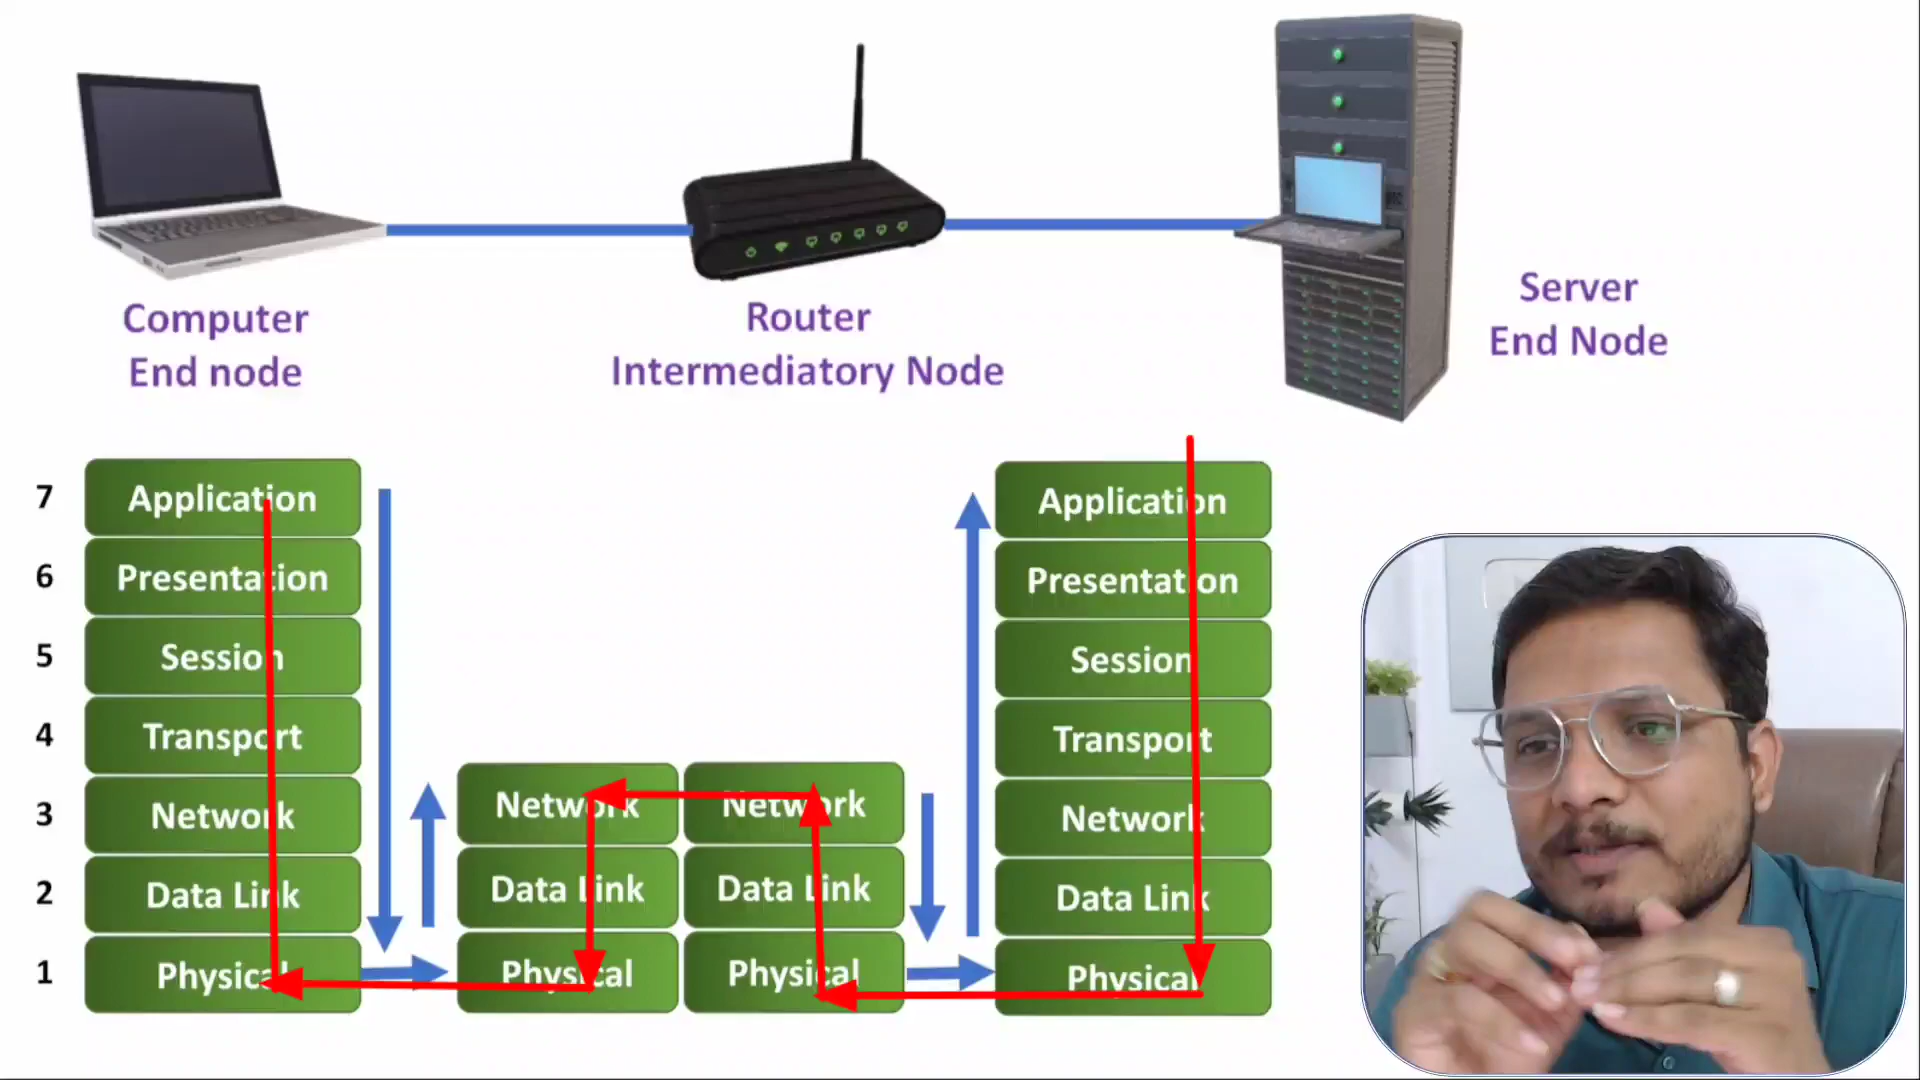 Computer
End node
Router
Intermediatory Node
Server
End Node
7
6
5
4
3
2
1
Application
Presentation
Session
Transport
Network
Data Link
Physical
Network
Data Link
Physical
Network
Data Link
Physical
Application
Presentation
Session
Transport
Network
Data Link
Physical